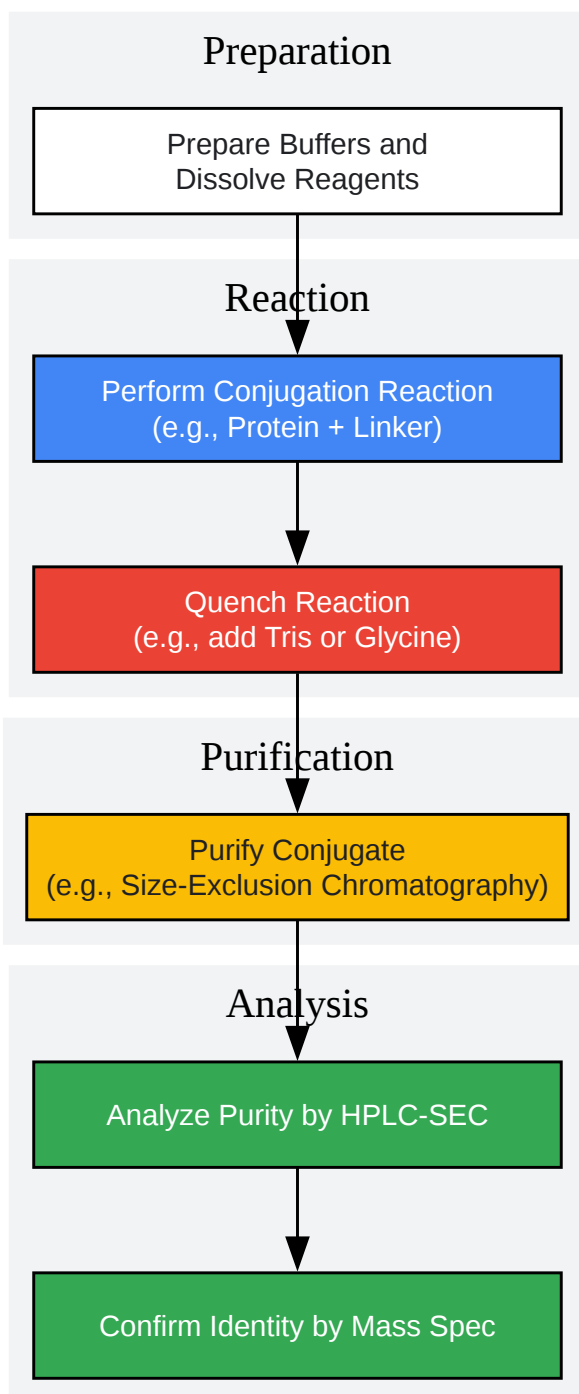 Preparation
Prepare Buffers and
Dissolve Reagents
Reaction
Perform Conjugation Reaction
(e.g., Protein + Linker)
Quench Reaction
(e.g., add Tris or Glycine)
Purification
Purify Conjugate
(e.g., Size-Exclusion Chromatography)
Analysis
Analyze Purity by HPLC-SEC
Confirm Identity by Mass Spec